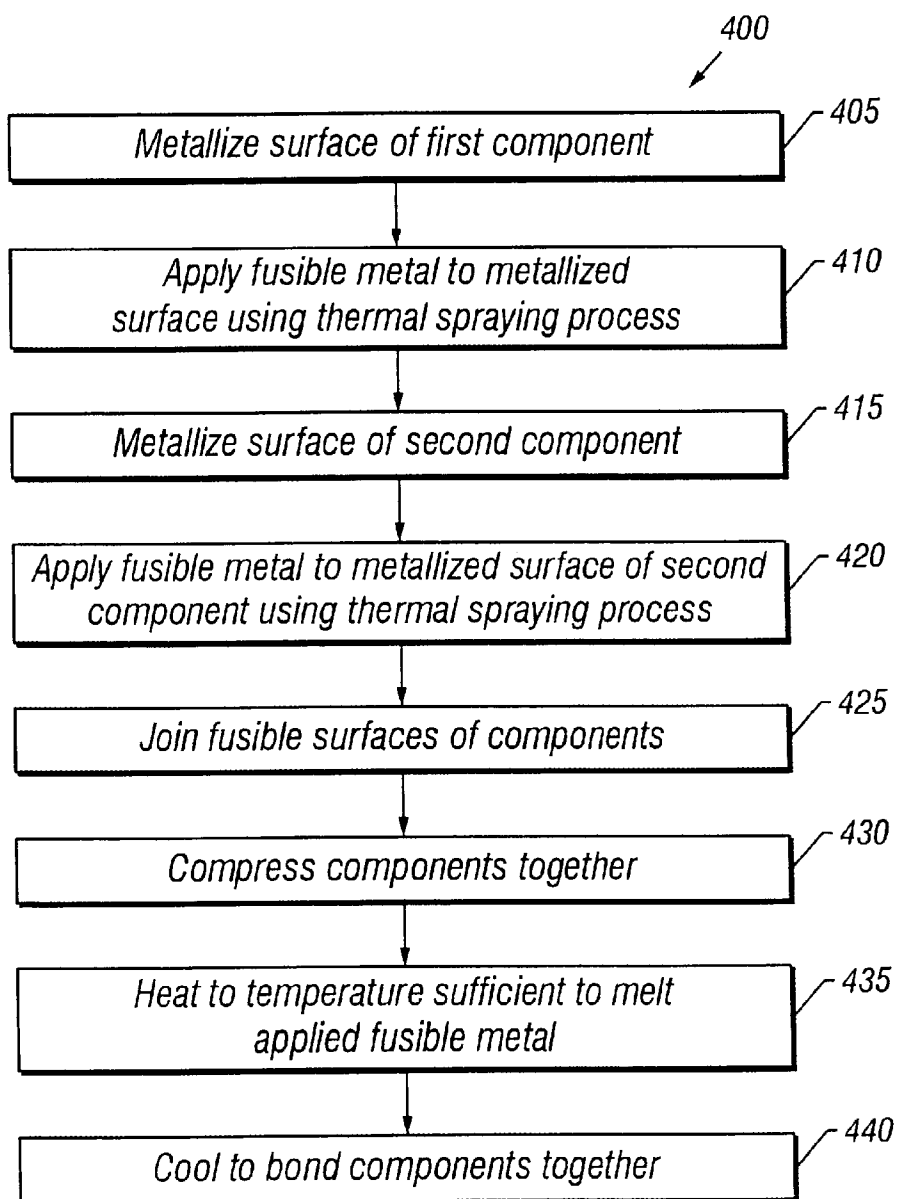 400
Metallize surface of first component
405
Apply fusible metal to metallized
surface using thermal spraying process
410
Metallize surface of second component
415
Apply fusible metal to metallized surface of second
component using thermal spraying process
420
Join fusible surfaces of components
425
Compress components together
430
Heat to temperature sufficient to melt
applied fusible metal
435
Cool to bond components together
440